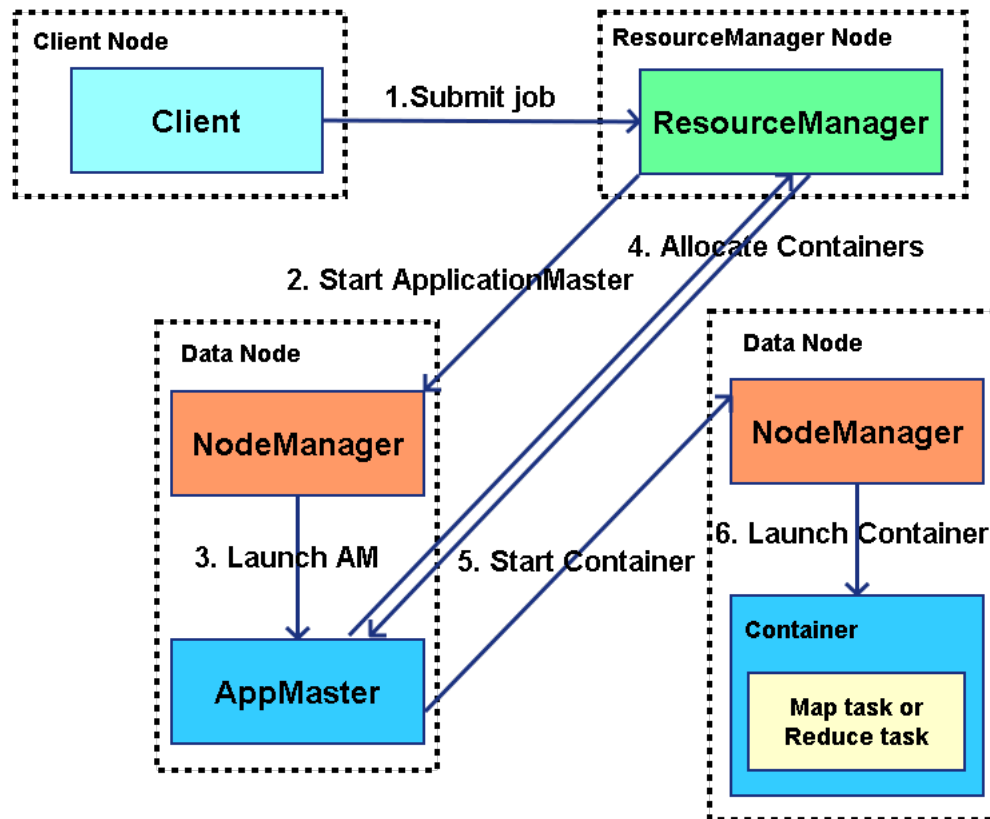 Client Node
ResourceManager Node
Client
1.Submit job
ResourceManager
4. Allocate Containers
2. Start ApplicationMaster
Data Node
Data Node
NodeManager
NodeManager
3. Launch AM
5. Start Container
6. Launch Container
AppMaster
Container
Map task or
Reduce task